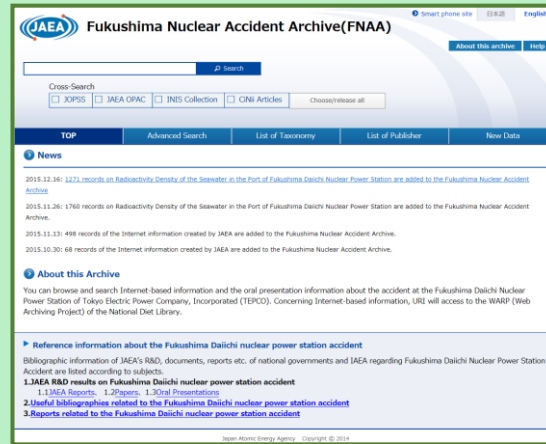 Smart phone site 日本語 English
JAEA Fukushima Nuclear Accident Archive(FNAA)
About this archive Help
Search
Cross-Search
JOPSS JAEA OPAC INIS Collection CiNii Articles Choose/release all
TOP Advanced Search List of Taxonomy List of Publisher New Data
News
2015.12.16: 1271 records on Radioactivity Density of the Seawater in the Port of Fukushima Daiichi Nuclear Power Station are added to the Fukushima Nuclear Accident
Archive
2015.11.26: 1760 records on Radioactivity Density of the Seawater in the Port of Fukushima Daiichi Nuclear Power Station are added to the Fukushima Nuclear Accident
Archive.
2015.11.13: 498 records of the Internet information created by JAEA are added to the Fukushima Nuclear Accident Archive.
2015.10.30: 68 records of the Internet information created by JAEA are added to the Fukushima Nuclear Accident Archive.
About this Archive
You can browse and search Internet-based information and the oral presentation information about the accident at the Fukushima Daiichi Nuclear
Power Station of Tokyo Electric Power Company, Incorporated (TEPCO). Concerning Internet-based information, URI will access to the WARP (Web
Archiving Project) of the National Diet Library.
Reference information about the Fukushima Daiichi nuclear power station accident
Bibliographic information of JAEA's R&D, documents, reports etc. of national governments and IAEA regarding Fukushima Daiichi Nuclear Power Station
Accident are listed according to subjects.
1.JAEA R&D results on Fukushima Daiichi nuclear power station accident
1.1JAEA Reports、 1.2Papers、 1.3Oral Presentations
2.Useful bibliographies related to the Fukushima Daiichi nuclear power station accident
3.Reports related to the Fukushima Daiichi nuclear power station accident
Japan Atomic Energy Agency Copyright © 2014